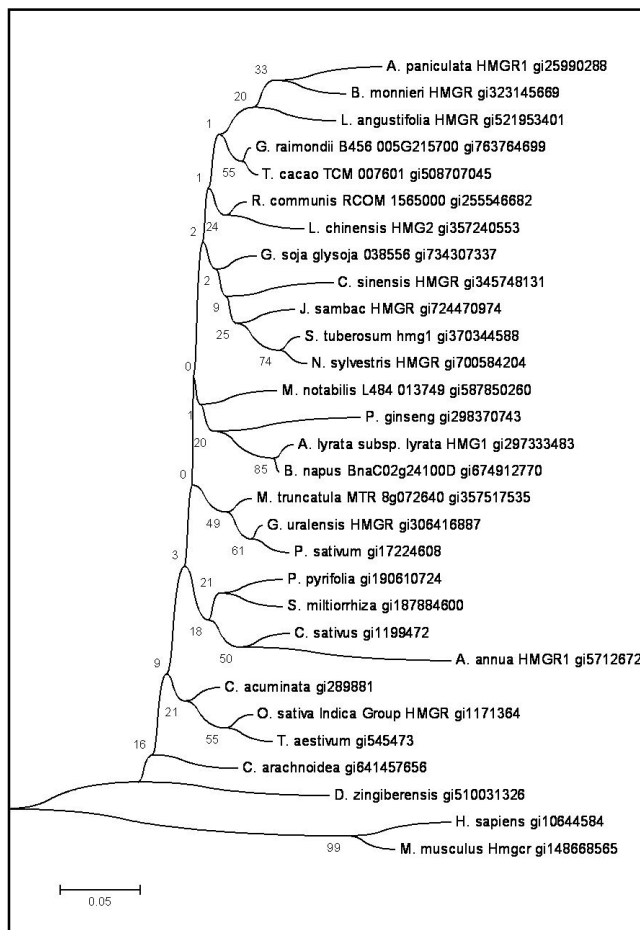 33
A. paniculata HMGR1 gi25990288
B. monnieri HMGR gi323145669
20
L. angustifolia HMGR gi521953401
1
G. raimondii B456 005G215700 gi763764699
55
T. cacao TCM 007601 gi508707045
1
R. communis RCOM 1565000 gi255546682
24
L. chinensis HMG2 gi357240553
2
G. soja glysoja 038556 gi734307337
2
C. sinensis HMGR gi345748131
9
J. sambac HMGR gi724470974
25
S. tuberosum hmg1 gi370344588
74
N. sylvestris HMGR gi700584204
0
M. notabilis L484 013749 gi587850260
1
P. ginseng gi298370743
20
A. lyrata subsp. lyrata HMG1 gi297333483
85
B. napus BnaC02g24100D gi674912770
0
M. truncatula MTR 8g072640 gi357517535
49
G. uralensis HMGR gi306416887
61
P. sativum gi17224608
3
21
P. pyrifolia gi190610724
S. miltiorrhiza gi187884600
18
C. sativus gi1199472
50
A. annua HMGR1 gi5712672
9
C. acuminata gi289881
21
O. sativa Indica Group HMGR gi1171364
55
T. aestivum gi545473
16
C. arachnoidea gi641457656
D. zingiberensis gi510031326
H. sapiens gi10644584
99
M. musculus Hmgcr gi148668565
0.05